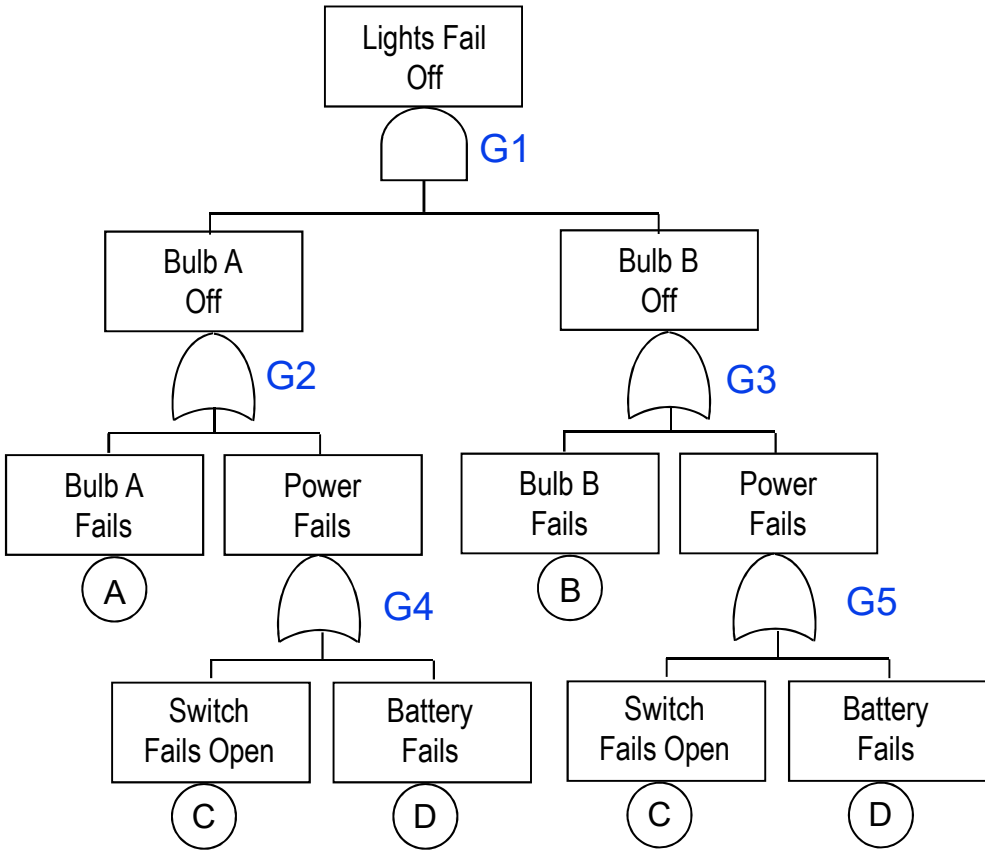 Lights Fail
Off
G1
Bulb A
Off
Bulb B
Off
G2
G3
Bulb A
Fails
Power
Fails
Bulb B
Fails
Power
Fails
A
B
G4
G5
Switch
Fails Open
Battery
Fails
Switch
Fails Open
Battery
Fails
C
D
C
D